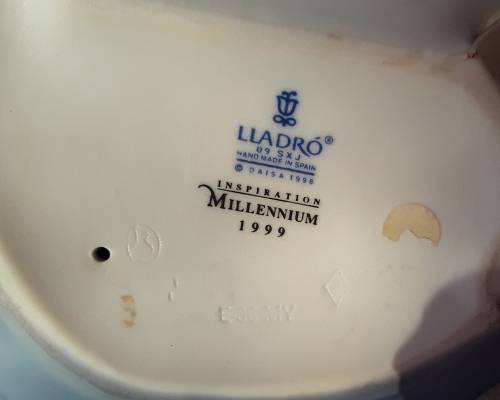 LLADRÓ®
09 SXJ
HAND MADE IN SPAIN
© DAISA 1998
INSPIRATION
MILLENNIUM
1999